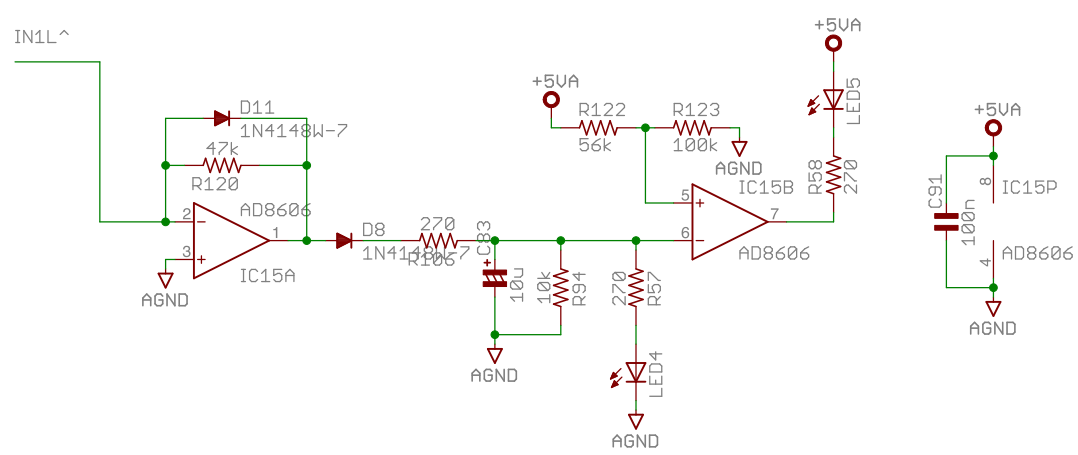 IN1L^
D11
1N4148W-7
47k
R120
2
AD8606
1
3
IC15A
AGND
D8
1N4148W-7
270
R106
C83
10u
10k
R94
AGND
270
R57
LED4
AGND
+5VA
R122
56k
R123
100k
AGND
5
IC15B
7
6
AD8606
+5VA
LED5
R58
270
+5VA
C91
100n
8
IC15P
4
AD8606
AGND